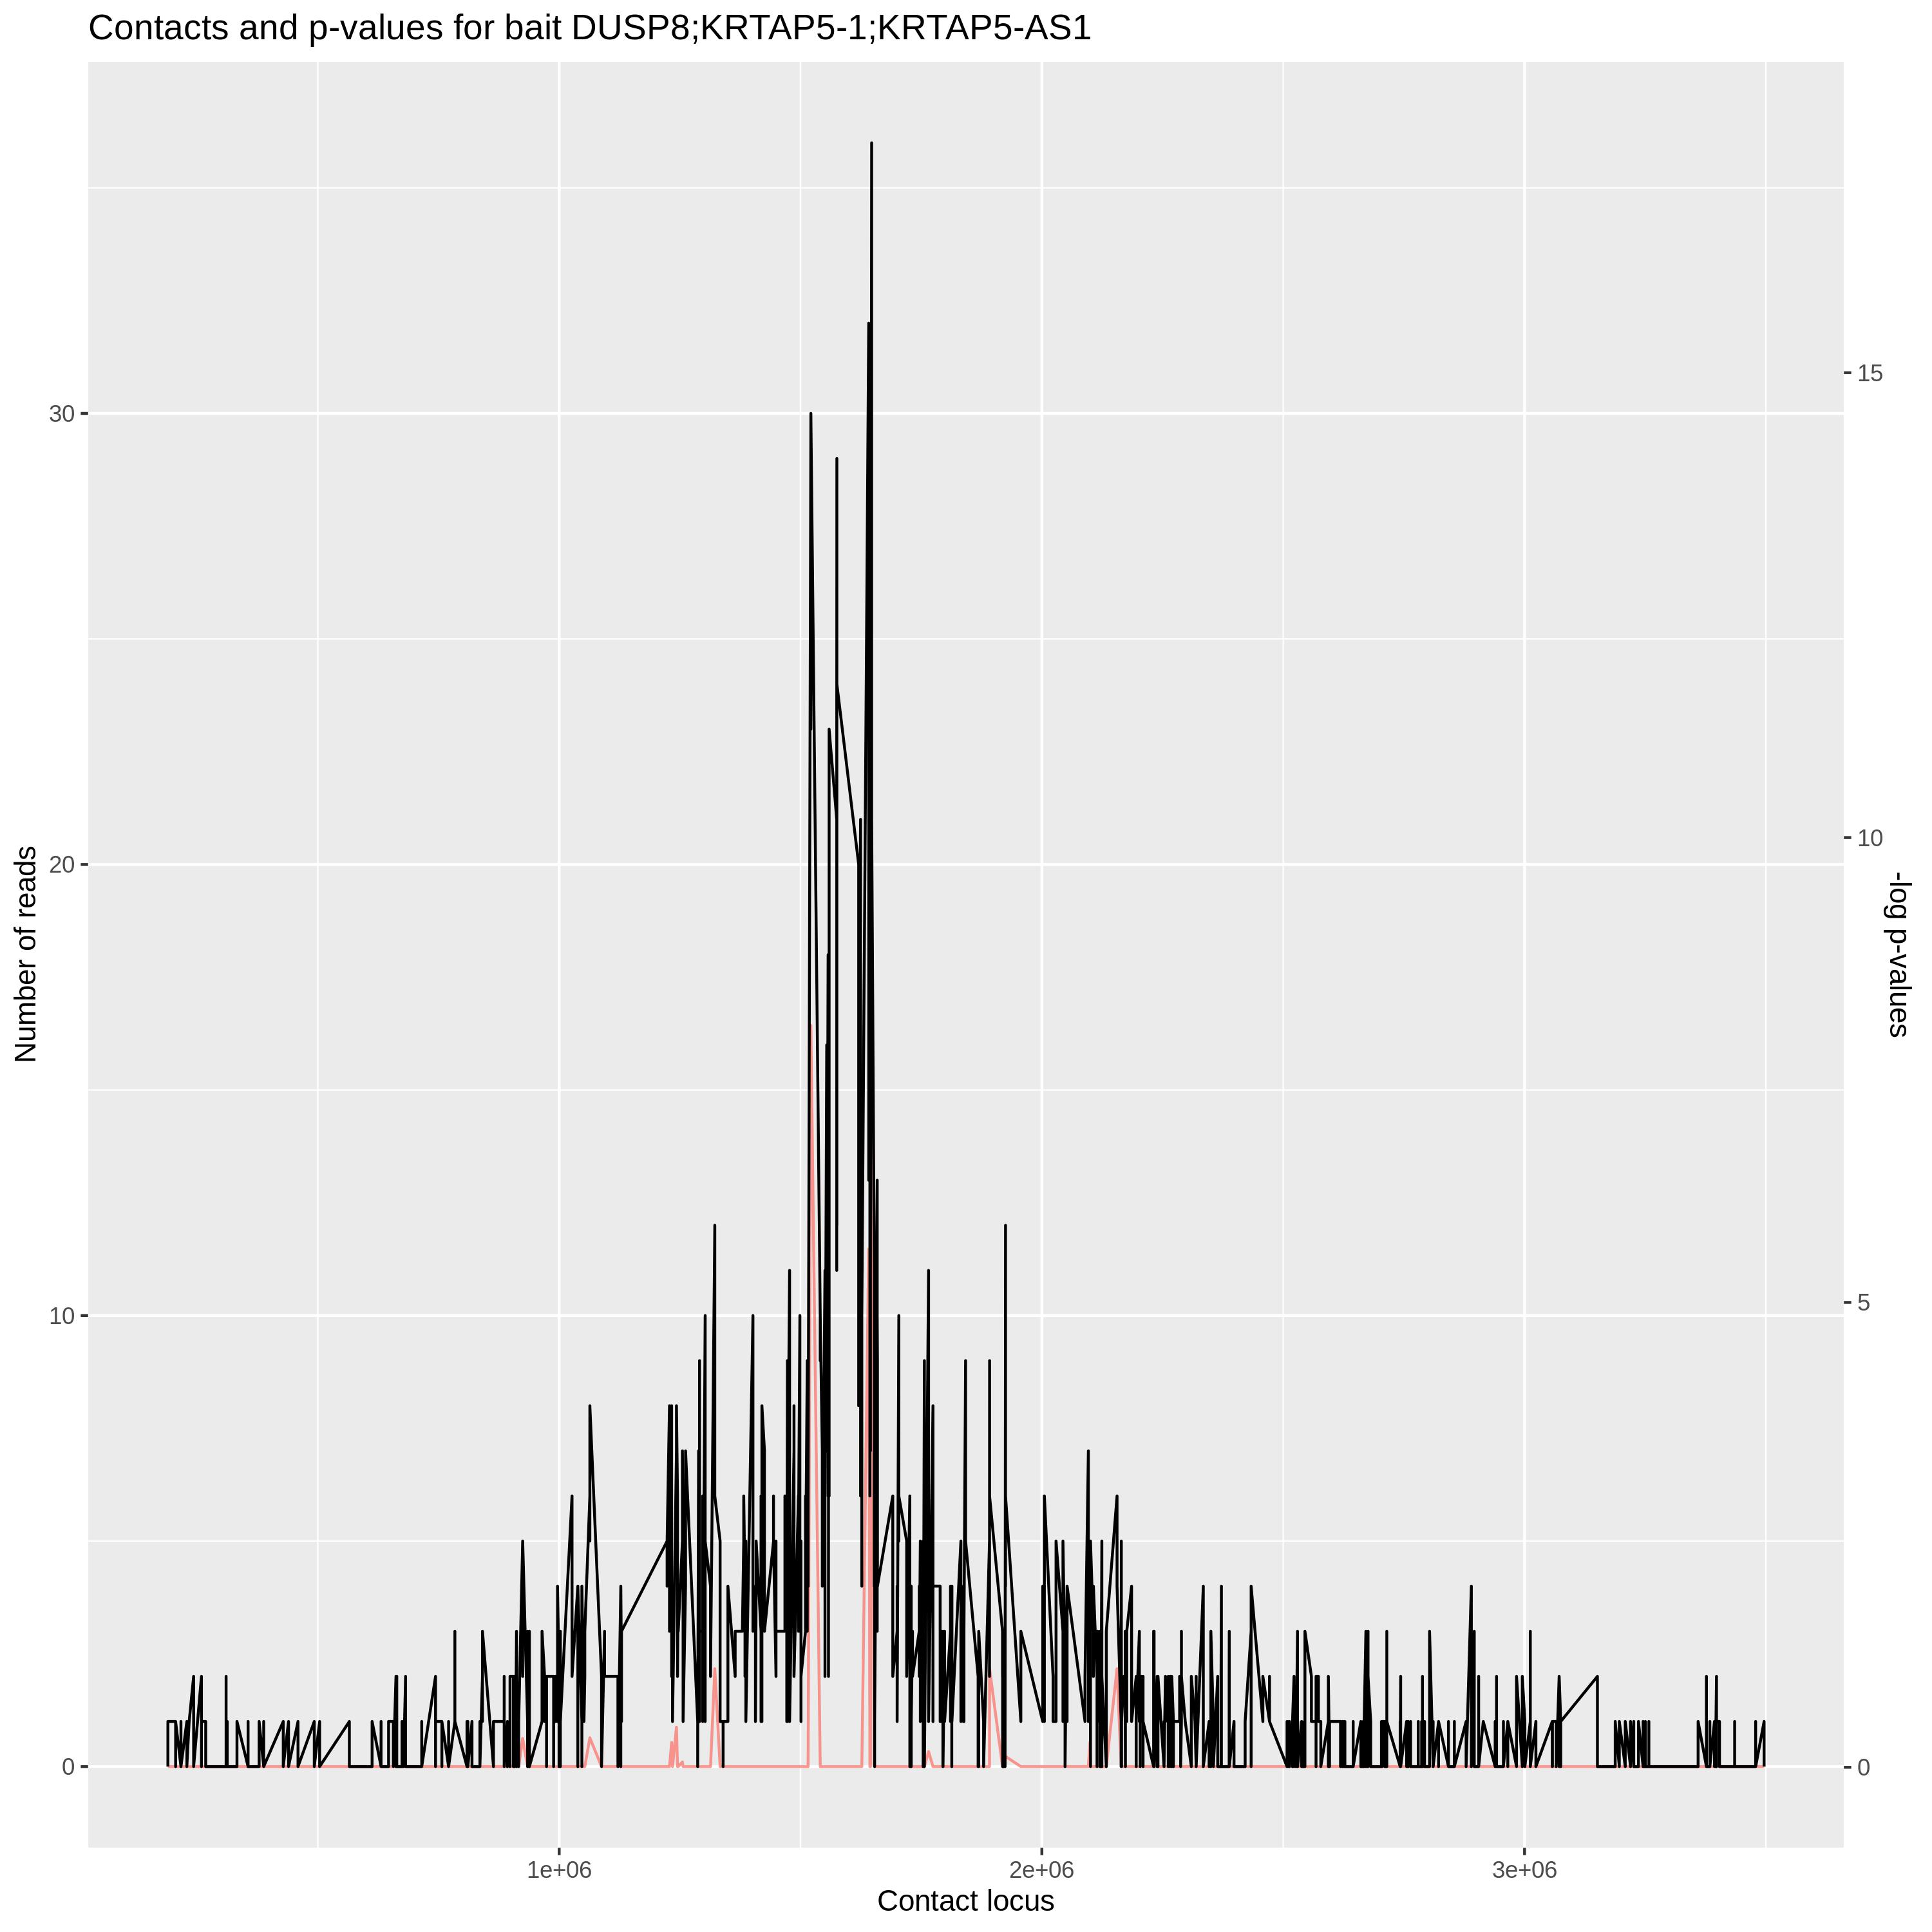 Contacts and p-values for bait DUSP8;KRTAP5-1;KRTAP5-AS1
Number of reads
30
20
10
0
15
10
5
0
-log p-values
1e+06
2e+06
3e+06
Contact locus